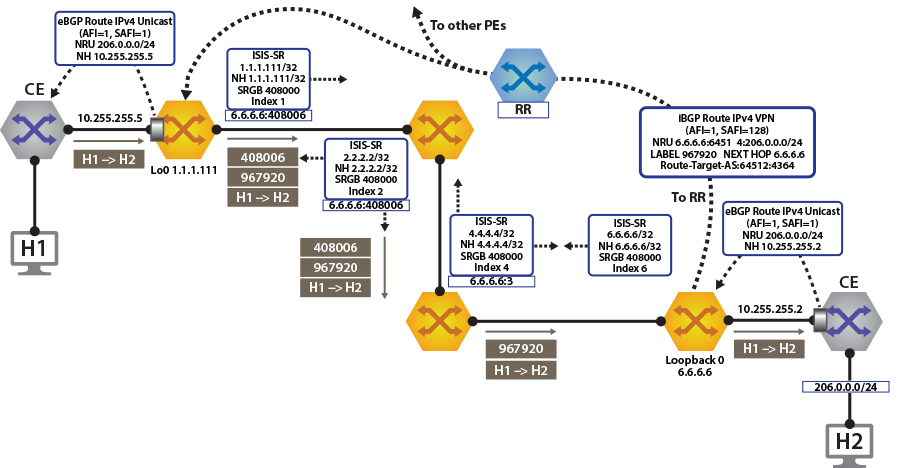 eBGP Route IPv4 Unicast
(AFI=1, SAFI=1)
NRU 206.0.0.0/24
NH 10.255.255.5
To other PEs
CE
10.255.255.5
H1 –> H2
H1
Lo0 1.1.1.111
ISIS-SR
1.1.1.111/32
NH 1.1.1.111/32
SRGB 408000
Index 1
6.6.6.6:408006
408006
967920
H1 –> H2
ISIS-SR
2.2.2.2/32
NH 2.2.2.2/32
SRGB 408000
Index 2
6.6.6.6:408006
408006
967920
H1 –> H2
RR
iBGP Route IPv4 VPN
(AFI=1, SAFI=128)
NRU 6.6.6.6:6451 4:206.0.0.0/24
LABEL 967920 NEXT HOP 6.6.6.6
Route-Target-AS:64512:4364
To RR
ISIS-SR
4.4.4.4/32
NH 4.4.4.4/32
SRGB 408000
Index 4
6.6.6.6:3
ISIS-SR
6.6.6.6/32
NH 6.6.6.6/32
SRGB 408000
Index 6
eBGP Route IPv4 Unicast
(AFI=1, SAFI=1)
NRU 206.0.0.0/24
NH 10.255.255.2
967920
H1 –> H2
Loopback 0
6.6.6.6
10.255.255.2
H1 –> H2
CE
206.0.0.0/24
H2